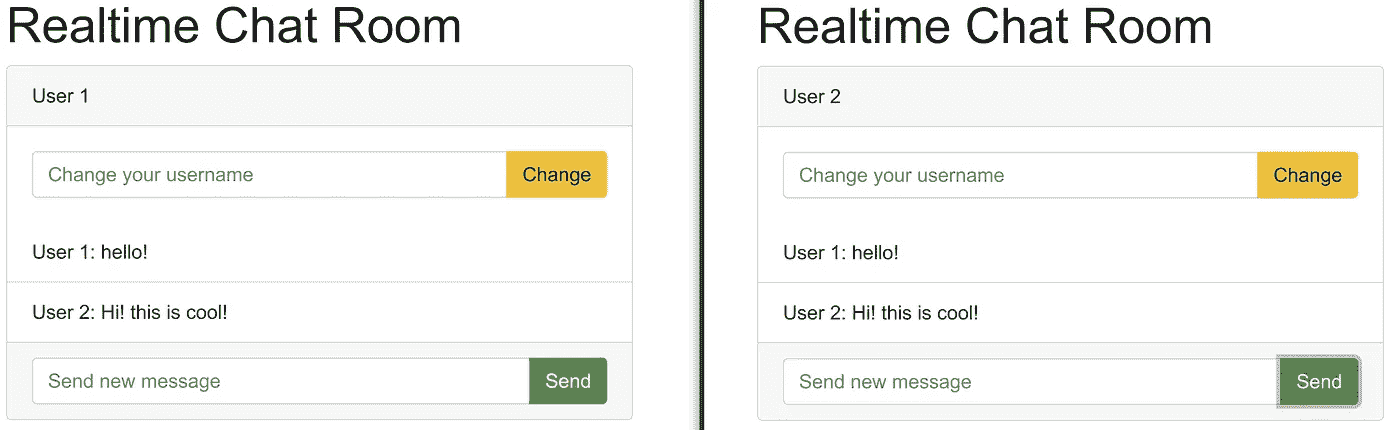 Realtime Chat Room
User 1
Change your username
Change
User 1: hello!
User 2: Hi! this is cool!
Send new message
Send
Realtime Chat Room
User 2
Change your username
Change
User 1: hello!
User 2: Hi! this is cool!
Send new message
Send